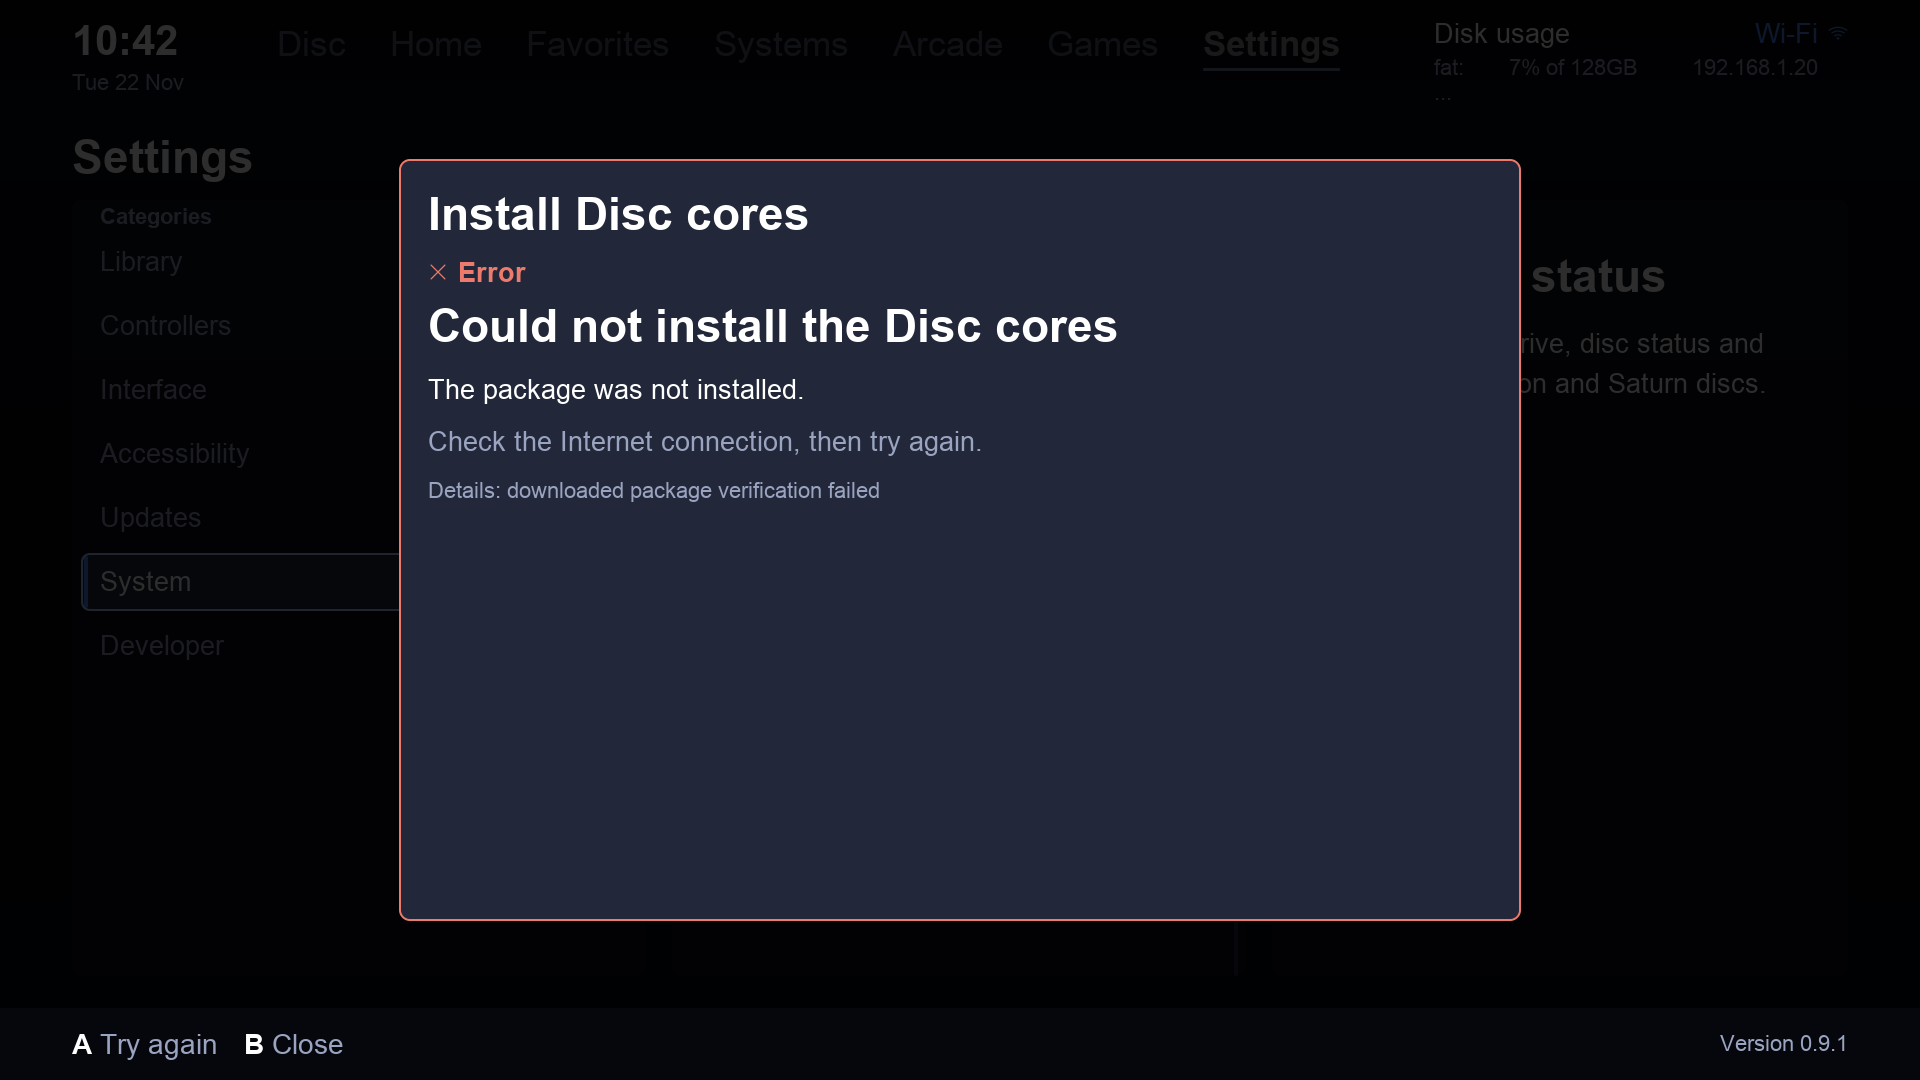 10:42
Tue 22 Nov
Disc Home Favorites Systems Arcade Games Settings
Disk usage
fat: 7% of 128GB
...
Wi-Fi
192.168.1.20
Settings
Categories
Library
Controllers
Interface
Accessibility
Updates
System
Developer
Install Disc cores
Error
Could not install the Disc cores
The package was not installed.
Check the Internet connection, then try again.
Details: downloaded package verification failed
status
rive, disc status and
on and Saturn discs.
A Try again B Close
Version 0.9.1